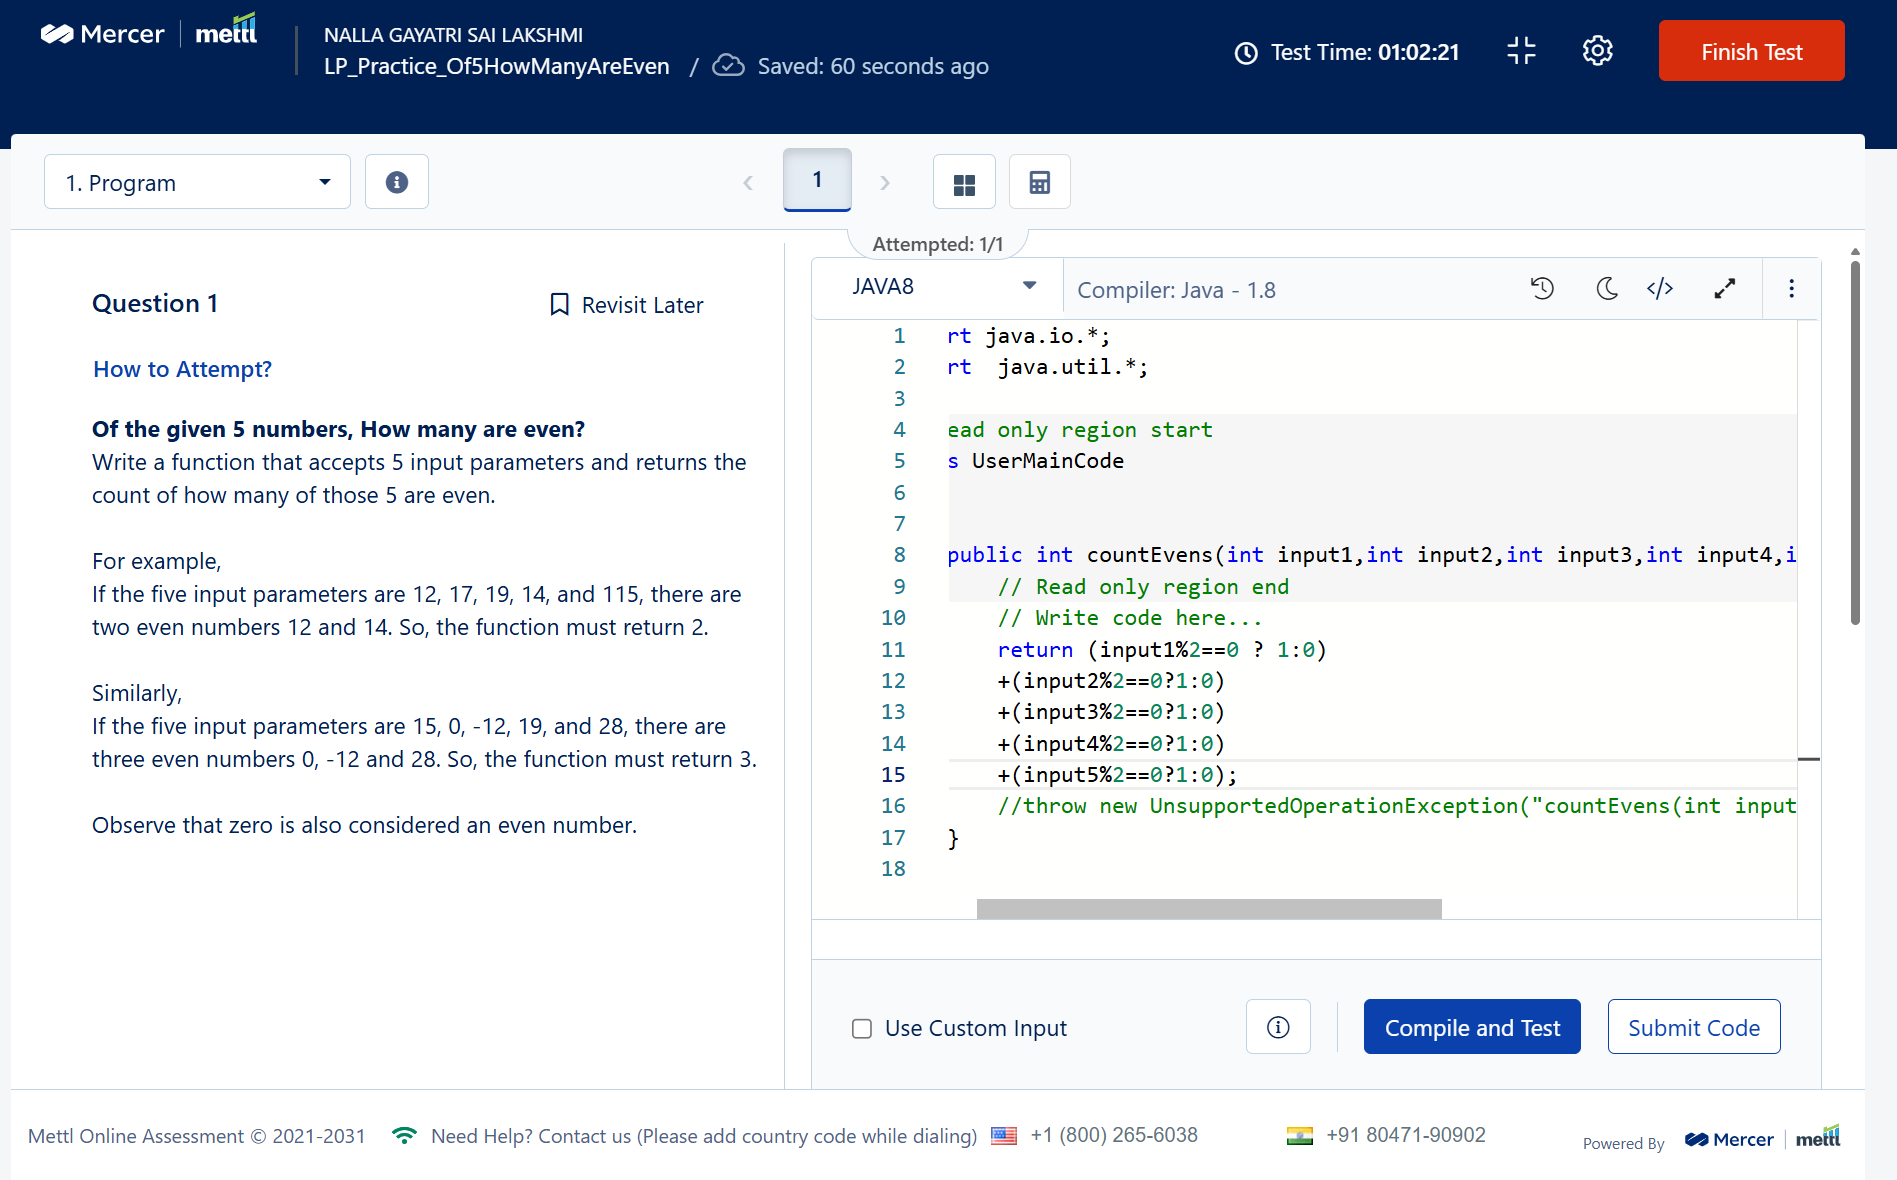 Mercer | mettl
NALLA GAYATRI SAI LAKSHMI
LP_Practice_Of5HowManyAreEven / Saved: 60 seconds ago
Test Time: 01:02:21
Finish Test
1. Program
1
Attempted: 1/1
Question 1
Revisit Later
How to Attempt?
Of the given 5 numbers, How many are even?
Write a function that accepts 5 input parameters and returns the
count of how many of those 5 are even.
For example,
If the five input parameters are 12, 17, 19, 14, and 115, there are
two even numbers 12 and 14. So, the function must return 2.
Similarly,
If the five input parameters are 15, 0, -12, 19, and 28, there are
three even numbers 0, -12 and 28. So, the function must return 3.
Observe that zero is also considered an even number.
JAVA8
Compiler: Java - 1.8
1 rt java.io.*;
2 rt  java.util.*;
3
4 ead only region start
5 s UserMainCode
6
7
8 public int countEvens(int input1,int input2,int input3,int input4,i
9     // Read only region end
10     // Write code here...
11     return (input1%2==0 ? 1:0)
12     +(input2%2==0?1:0)
13     +(input3%2==0?1:0)
14     +(input4%2==0?1:0)
15     +(input5%2==0?1:0);
16     //throw new UnsupportedOperationException("countEvens(int input
17 }
18
Use Custom Input
Compile and Test
Submit Code
Mettl Online Assessment © 2021-2031
Need Help? Contact us (Please add country code while dialing)
+1 (800) 265-6038
+91 80471-90902
Powered By
Mercer | mettl